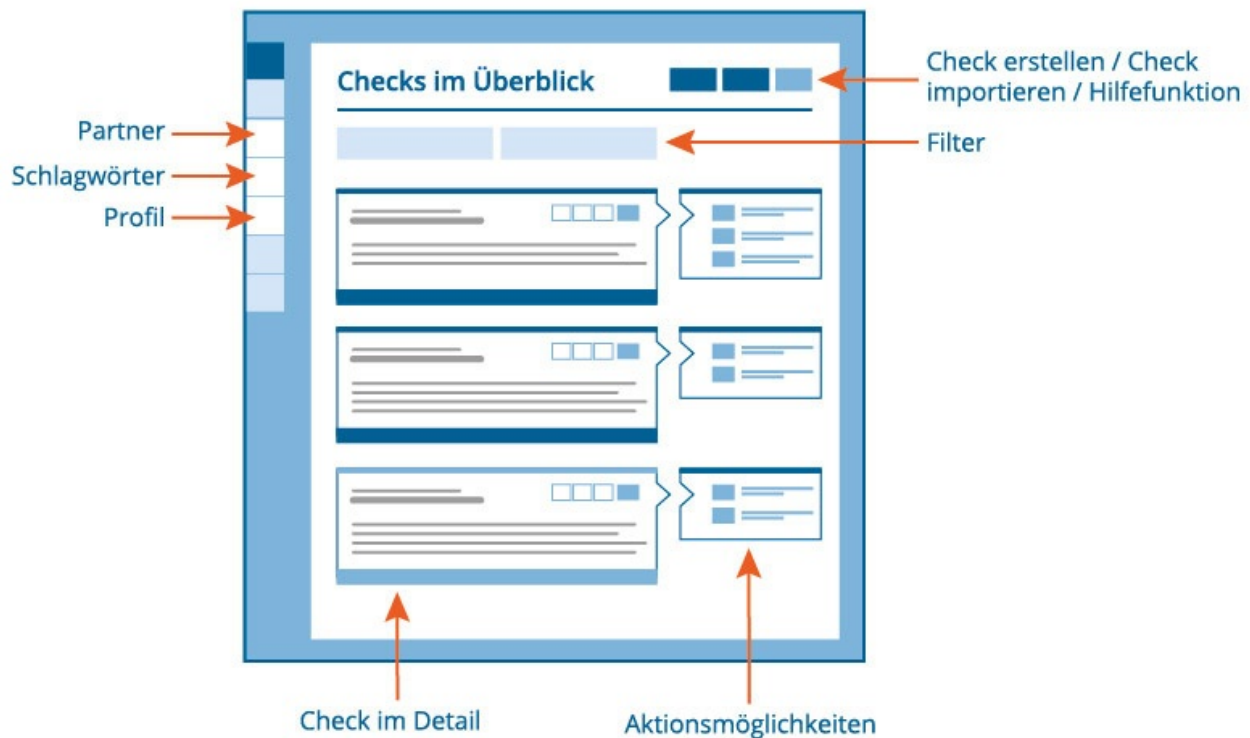 Checks im Überblick
Check erstellen / Check
importieren / Hilfefunktion
Partner
Filter
Schlagwörter
Profil
Check im Detail
Aktionsmöglichkeiten